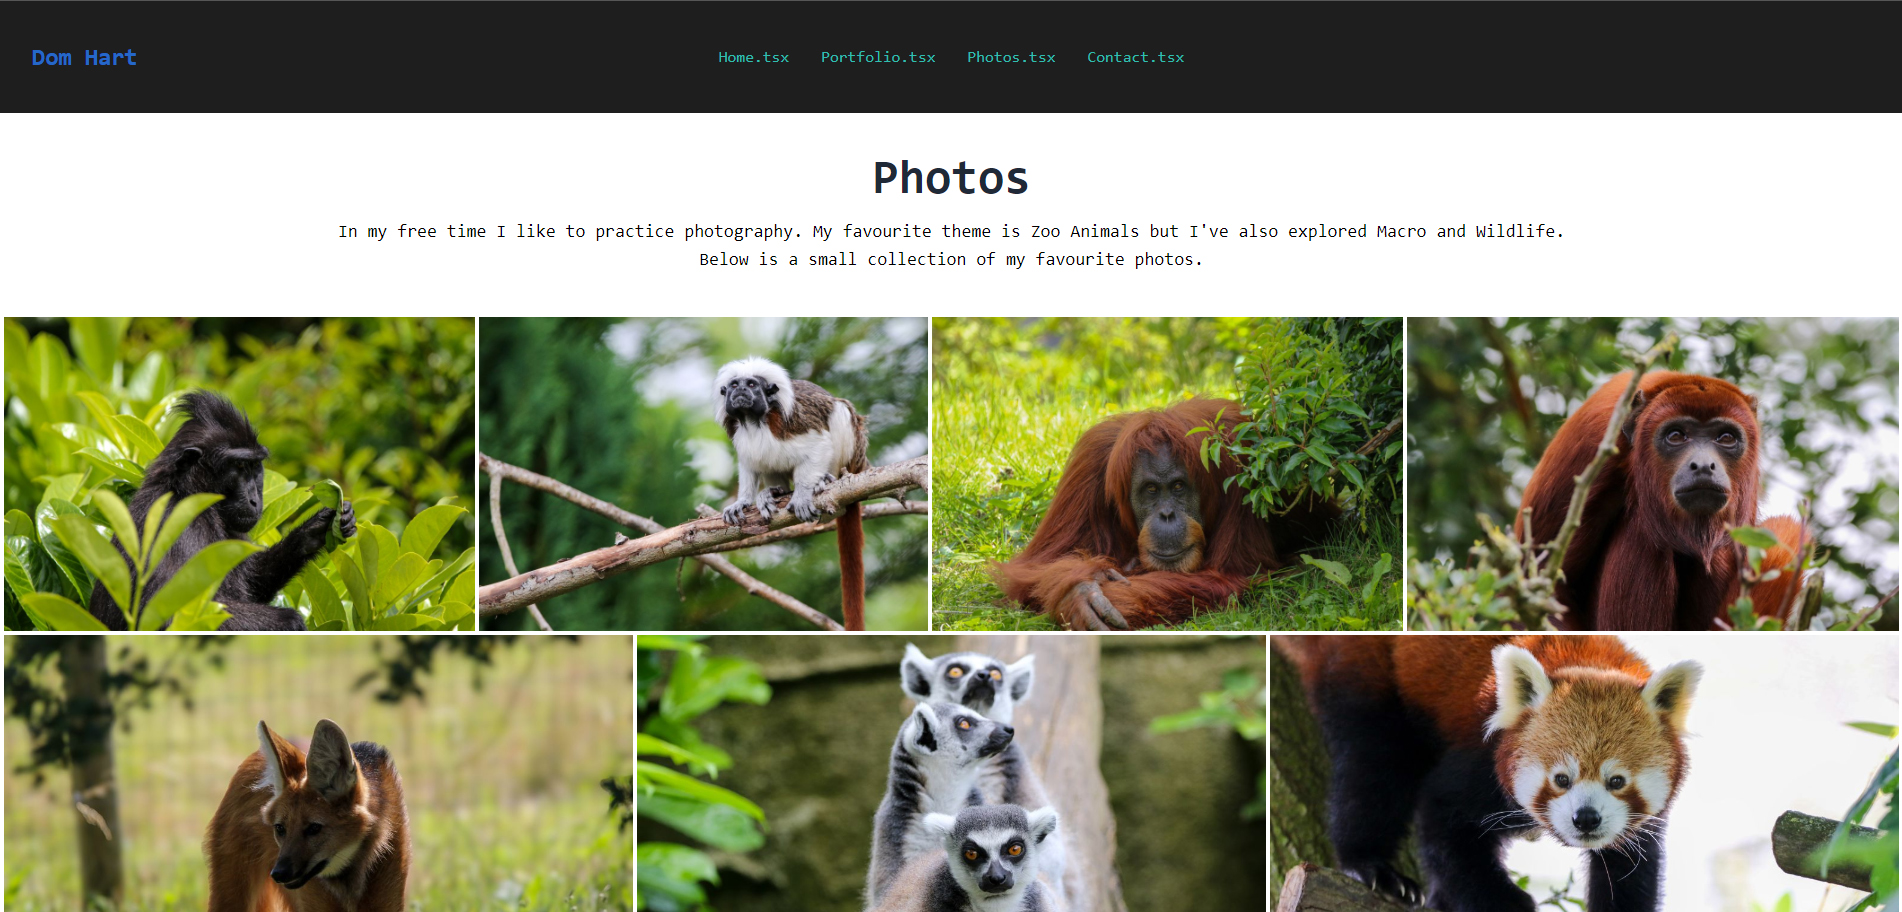 Dom Hart
Home.tsx Portfolio.tsx Photos.tsx Contact.tsx
Photos
In my free time I like to practice photography. My favourite theme is Zoo Animals but I've also explored Macro and Wildlife.
Below is a small collection of my favourite photos.